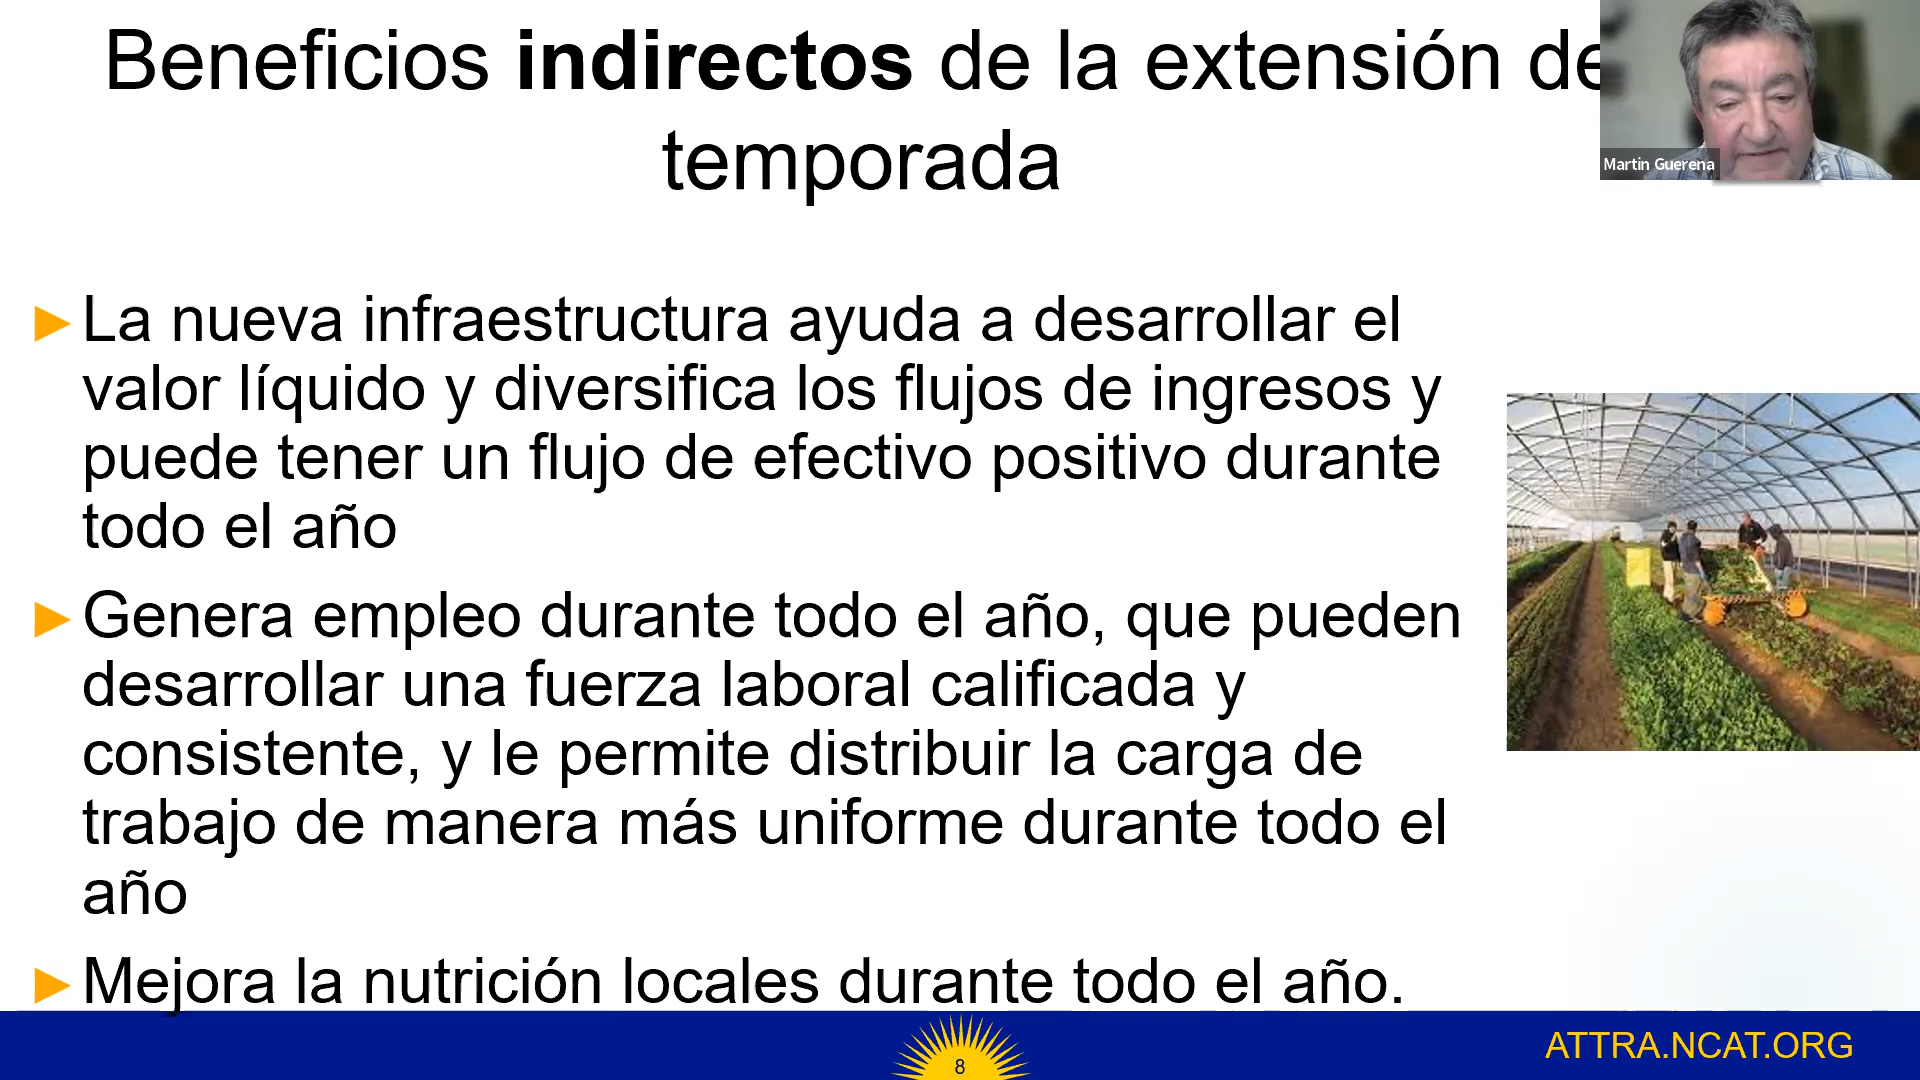 Beneficios indirectos de la extensión de
temporada
Martin Guerena
►La nueva infraestructura ayuda a desarrollar el
valor líquido y diversifica los flujos de ingresos y
puede tener un flujo de efectivo positivo durante
todo el año
►Genera empleo durante todo el año, que pueden
desarrollar una fuerza laboral calificada y
consistente, y le permite distribuir la carga de
trabajo de manera más uniforme durante todo el
año
►Mejora la nutrición locales durante todo el año.
8
ATTRA.NCAT.ORG